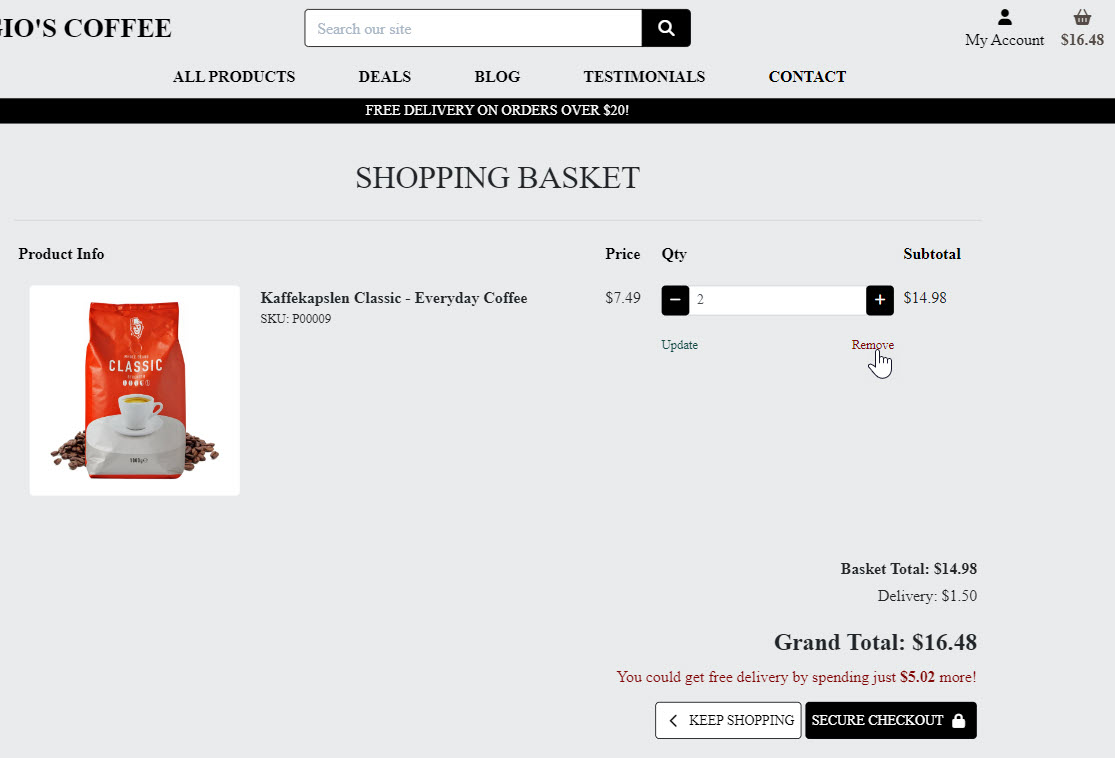 IO'S COFFEE
Search our site
My Account
$16.48
ALL PRODUCTS DEALS BLOG TESTIMONIALS CONTACT
FREE DELIVERY ON ORDERS OVER $20!
SHOPPING BASKET
Product Info Price Qty Subtotal
Kaffekapslen Classic - Everyday Coffee $7.49 − 2 + $14.98
SKU: P00009
Update Remove
CLASSIC
Basket Total: $14.98
Delivery: $1.50
Grand Total: $16.48
You could get free delivery by spending just $5.02 more!
KEEP SHOPPING SECURE CHECKOUT